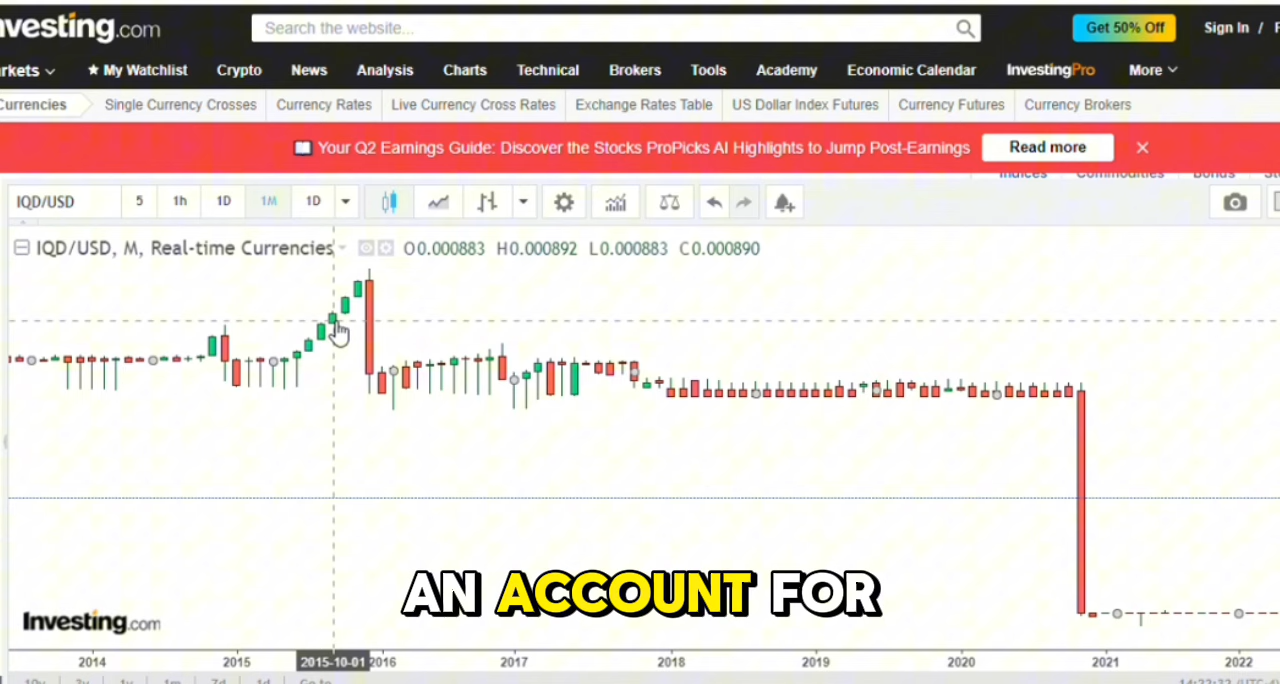 nvesting.com Search the website... Get 50% Off Sign In /
rkets My Watchlist Crypto News Analysis Charts Technical Brokers Tools Academy Economic Calendar InvestingPro More
Currencies Single Currency Crosses Currency Rates Live Currency Cross Rates Exchange Rates Table US Dollar Index Futures Currency Futures Currency Brokers
Your Q2 Earnings Guide: Discover the Stocks ProPicks AI Highlights to Jump Post-Earnings Read more
Indices Commodities Bonds
IQD/USD 5 1h 1D 1M 1D
IQD/USD, M, Real-time Currencies O0.000883 H0.000892 L0.000883 C0.000890
AN ACCOUNT FOR
Investing.com
2014 2015 2015-10-01 2016 2017 2018 2019 2020 2021 2022